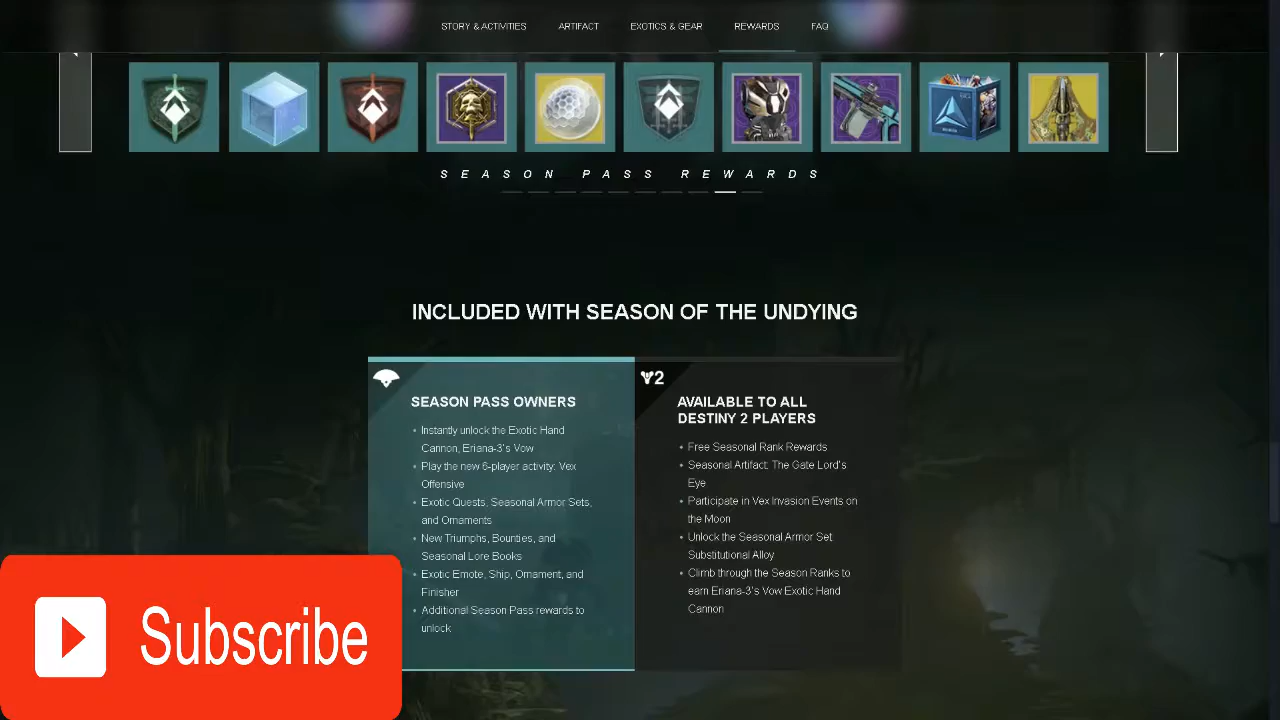 STORY & ACTIVITIES ARTIFACT EXOTICS & GEAR REWARDS FAQ
SEASON PASS REWARDS
INCLUDED WITH SEASON OF THE UNDYING
SEASON PASS OWNERS
• Instantly unlock the Exotic Hand
Cannon, Eriana-3's Vow
• Play the new 6-player activity: Vex
Offensive
• Exotic Quests, Seasonal Armor Sets,
and Ornaments
• New Triumphs, Bounties, and
Seasonal Lore Books
• Exotic Emote, Ship, Ornament, and
Finisher
• Additional Season Pass rewards to
unlock
2
AVAILABLE TO ALL
DESTINY 2 PLAYERS
• Free Seasonal Rank Rewards
• Seasonal Artifact: The Gate Lord's
Eye
• Participate in Vex Invasion Events on
the Moon
• Unlock the Seasonal Armor Set:
Substitutional Alloy
• Climb through the Season Ranks to
earn Eriana-3's Vow Exotic Hand
Cannon
Subscribe